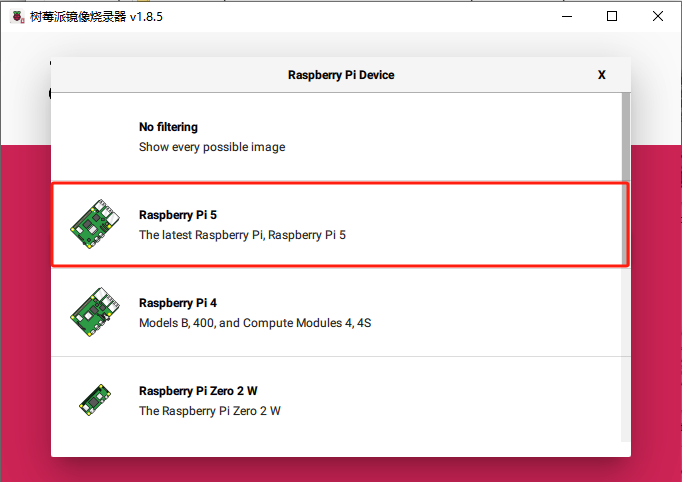 树莓派镜像烧录器 v1.8.5
Raspberry Pi Device
X
No filtering
Show every possible image
Raspberry Pi 5
The latest Raspberry Pi, Raspberry Pi 5
Raspberry Pi 4
Models B, 400, and Compute Modules 4, 4S
Raspberry Pi Zero 2 W
The Raspberry Pi Zero 2 W